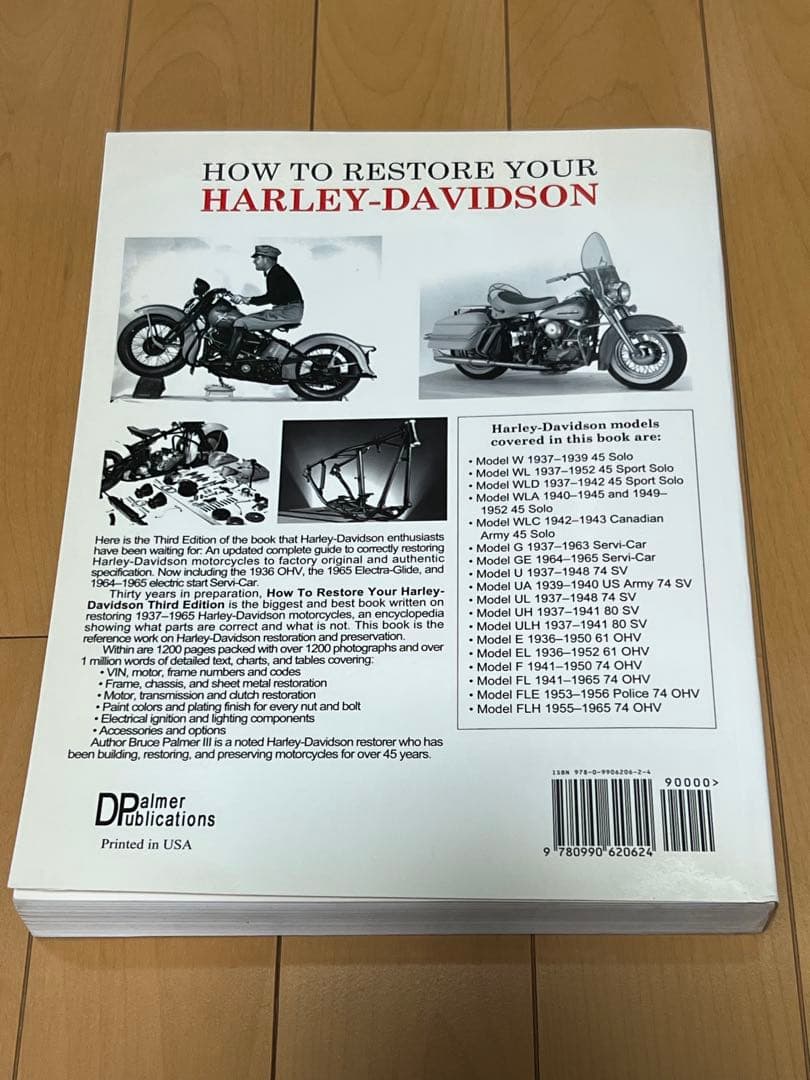 HOW TO RESTORE YOUR
HARLEY-DAVIDSON
Here is the Third Edition of the book that Harley-Davidson enthusiasts
have been waiting for: An updated complete guide to correctly restoring
Harley-Davidson motorcycles to factory original and authentic
specification. Now including the 1936 OHV, the 1965 Electra-Glide, and
1964–1965 electric start Servi-Car.
Thirty years in preparation, How To Restore Your Harley-
Davidson Third Edition is the biggest and best book written on
restoring 1937–1965 Harley-Davidson motorcycles, an encyclopedia
showing what parts are correct and what is not. This book is the
reference work on Harley-Davidson restoration and preservation.
Within are 1200 pages packed with over 1200 photographs and over
1 million words of detailed text, charts, and tables covering:
• VIN, motor, frame numbers and codes
• Frame, chassis, and sheet metal restoration
• Motor, transmission and clutch restoration
• Paint colors and plating finish for every nut and bolt
• Electrical ignition and lighting components
• Accessories and options
Author Bruce Palmer III is a noted Harley-Davidson restorer who has
been building, restoring, and preserving motorcycles for over 45 years.
Harley-Davidson models
covered in this book are:
• Model W 1937–1939 45 Solo
• Model WL 1937–1952 45 Sport Solo
• Model WLD 1937–1942 45 Sport Solo
• Model WLA 1940–1945 and 1949–
1952 45 Solo
• Model WLC 1942–1943 Canadian
Army 45 Solo
• Model G 1937–1963 Servi-Car
• Model GE 1964–1965 Servi-Car
• Model U 1937–1948 74 SV
• Model UA 1939–1940 US Army 74 SV
• Model UL 1937–1948 74 SV
• Model UH 1937–1941 80 SV
• Model ULH 1937–1941 80 SV
• Model E 1936–1950 61 OHV
• Model EL 1936–1952 61 OHV
• Model F 1941–1950 74 OHV
• Model FL 1941–1965 74 OHV
• Model FLE 1953–1956 Police 74 OHV
• Model FLH 1955–1965 74 OHV
DPalmer
Publications
Printed in USA
ISBN 978-0-9906206-2-4
90000>
9 780990 620624